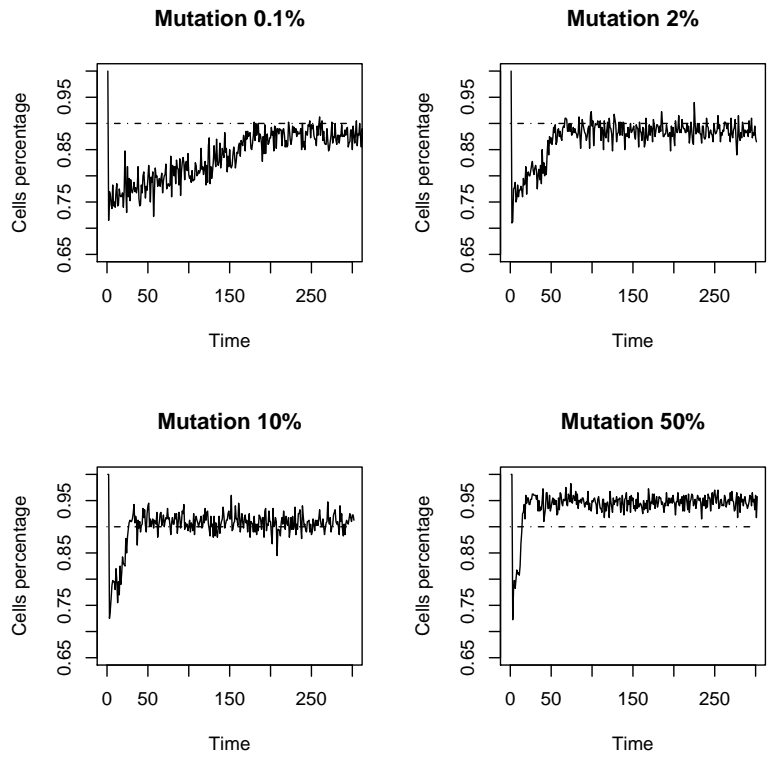 Mutation 0.1%
Cells percentage
0.65 0.75 0.85 0.95
0 50 150 250
Time
Mutation 2%
Cells percentage
0.65 0.75 0.85 0.95
0 50 150 250
Time
Mutation 10%
Cells percentage
0.65 0.75 0.85 0.95
0 50 150 250
Time
Mutation 50%
Cells percentage
0.65 0.75 0.85 0.95
0 50 150 250
Time